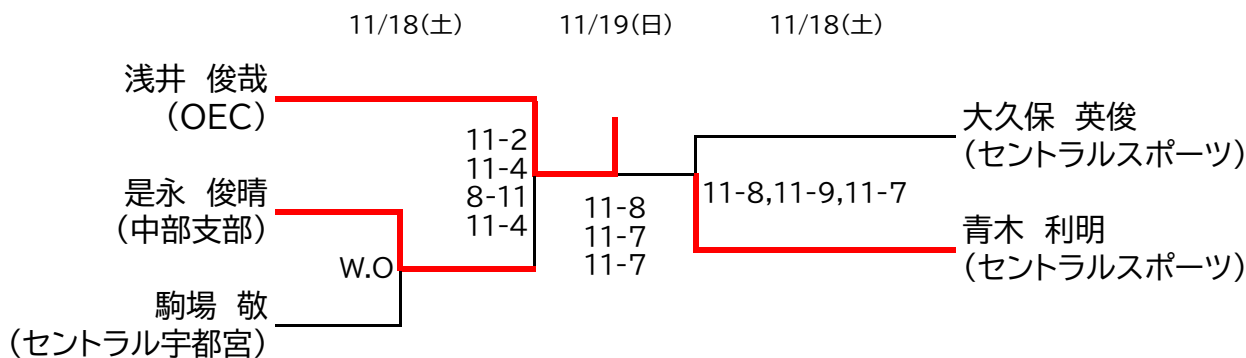 11/18(土) 11/19(日) 11/18(土)
浅井 俊哉
(OEC)
11-2
11-4
8-11
11-4
是永 俊晴
(中部支部)
W.O
駒場 敬
(セントラル宇都宮)
11-8
11-7
11-7
大久保 英俊
(セントラルスポーツ)
11-8,11-9,11-7
青木 利明
(セントラルスポーツ)